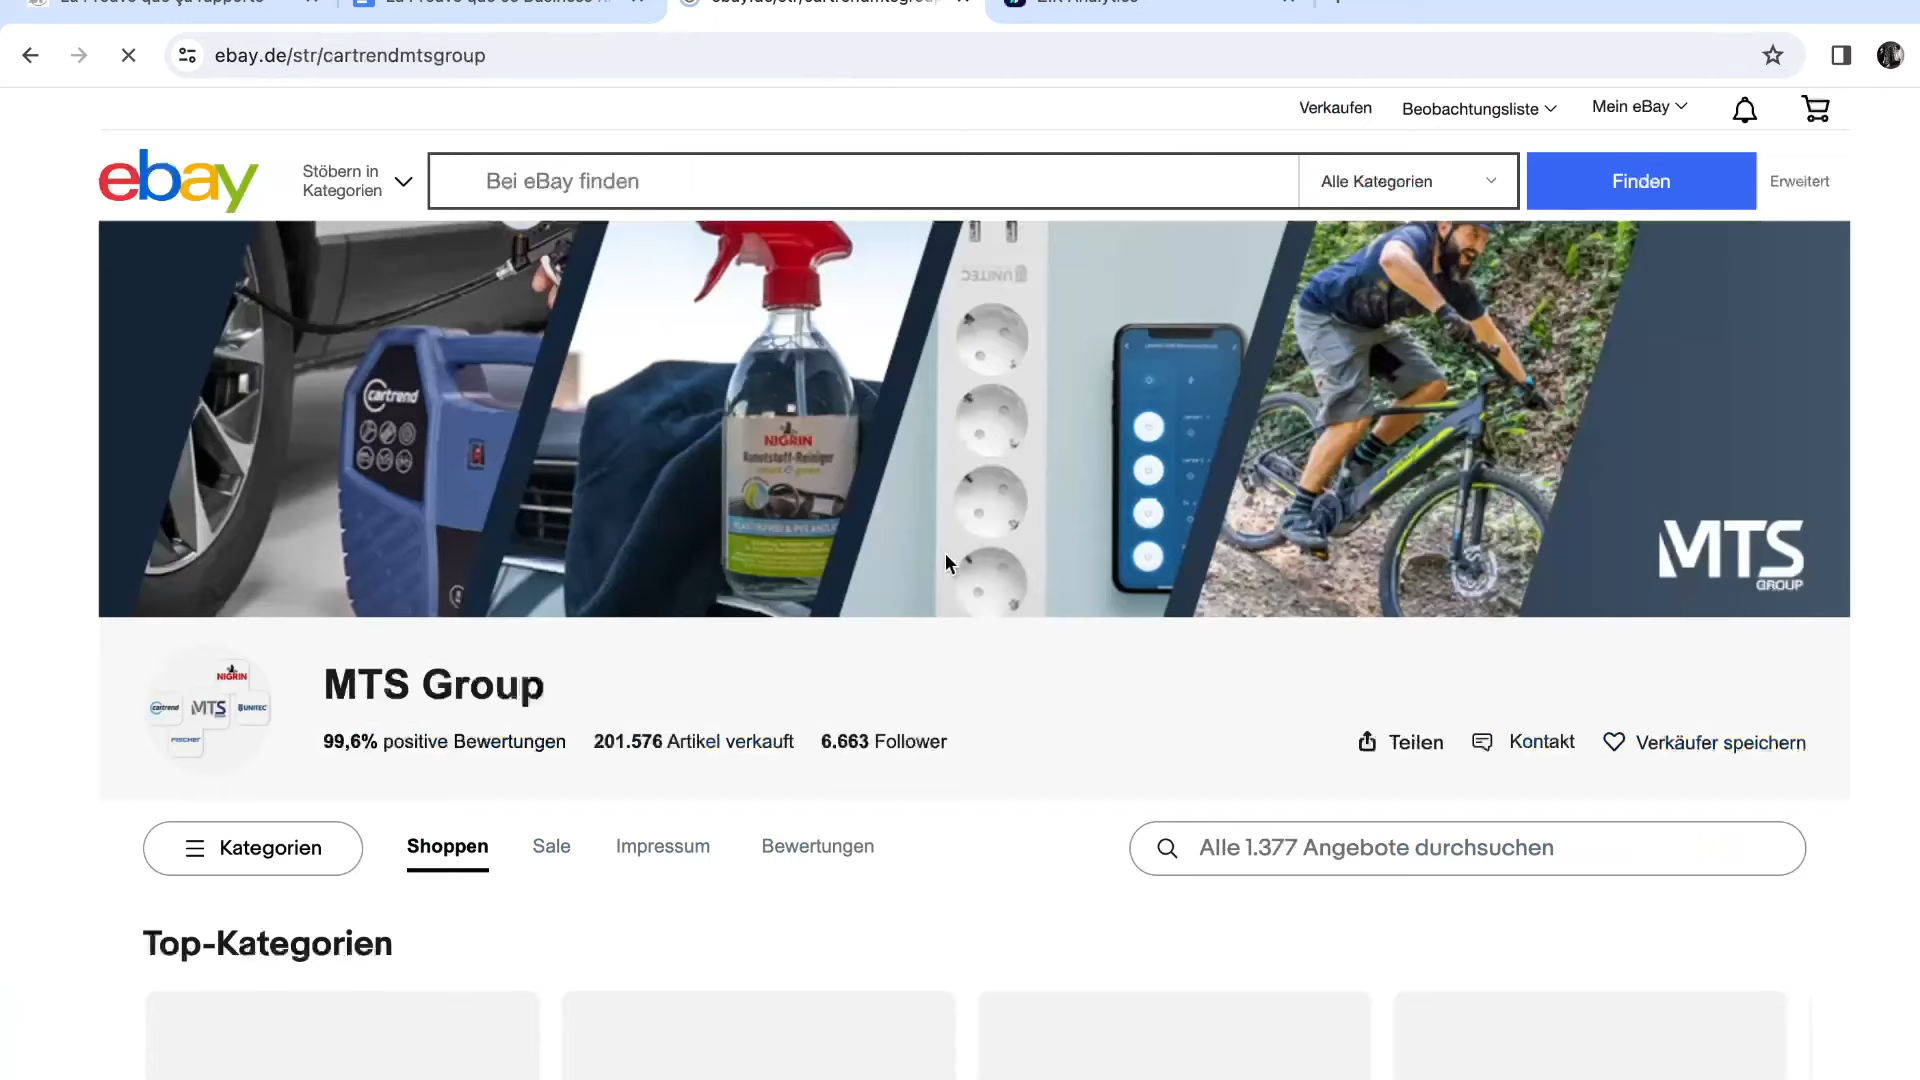 ebay.de/str/cartrendmtsgroup
Verkaufen
Beobachtungsliste
Mein eBay
ebay
Stöbern in
Kategorien
Bei eBay finden
Alle Kategorien
Finden
Erweitert
UNITEC
cartrend
NIGRIN
Kunststoff-Reiniger
MTS
GROUP
NIGRIN
cartrend
MTS
UNITEC
FISCHER
MTS Group
99,6% positive Bewertungen
201.576 Artikel verkauft
6.663 Follower
Teilen
Kontakt
Verkäufer speichern
Kategorien
Shoppen
Sale
Impressum
Bewertungen
Alle 1.377 Angebote durchsuchen
Top-Kategorien